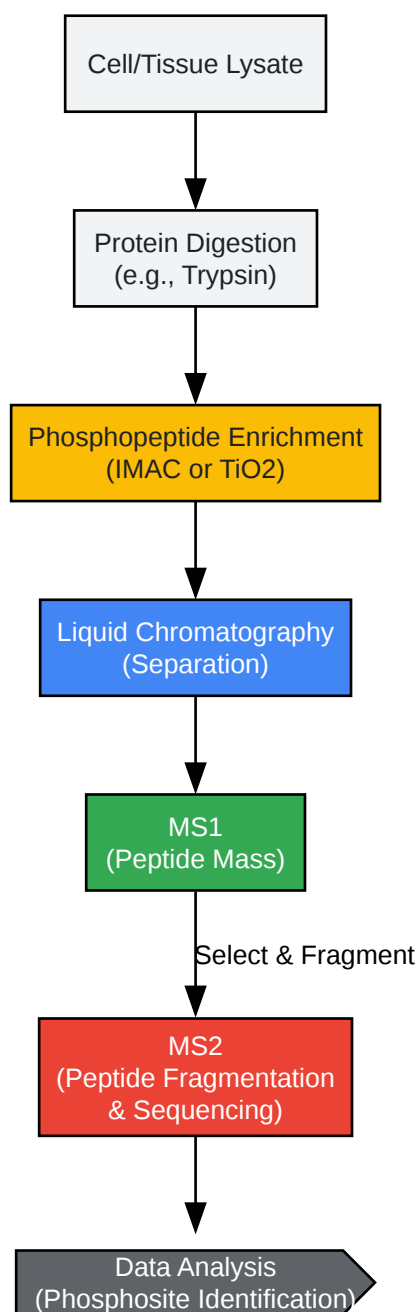 Cell/Tissue Lysate
Protein Digestion
(e.g., Trypsin)
Phosphopeptide Enrichment
(IMAC or TiO2)
Liquid Chromatography
(Separation)
MS1
(Peptide Mass)
Select & Fragment
MS2
(Peptide Fragmentation
& Sequencing)
Data Analysis
(Phosphosite Identification)